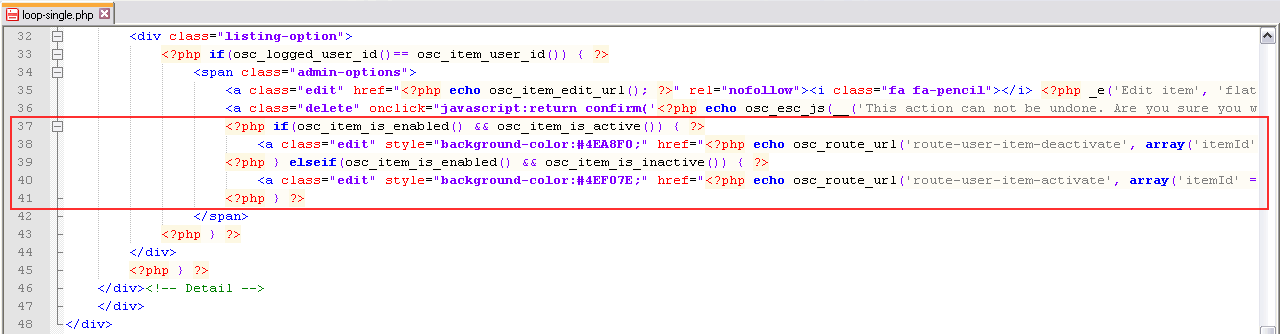 loop-single.php
32 <div class="listing-option">
33 <?php if(osc_logged_user_id()== osc_item_user_id()) { ?>
34 <span class="admin-options">
35 <a class="edit" href="<?php echo osc_item_edit_url(); ?>" rel="nofollow"><i class="fa fa-pencil"></i> <?php _e('Edit item', 'flat
36 <a class="delete" onclick="javascript:return confirm('<?php echo osc_esc_js(__('This action can not be undone. Are you sure you w
37 <?php if(osc_item_is_enabled() && osc_item_is_active()) { ?>
38 <a class="edit" style="background-color:#4EA8F0;" href="<?php echo osc_route_url('route-user-item-deactivate', array('itemId'
39 <?php } elseif(osc_item_is_enabled() && osc_item_is_inactive()) { ?>
40 <a class="edit" style="background-color:#4EF07E;" href="<?php echo osc_route_url('route-user-item-activate', array('itemId' =
41 <?php } ?>
42 </span>
43 <?php } ?>
44 </div>
45 <?php } ?>
46 </div><!-- Detail -->
47 </div>
48 </div>